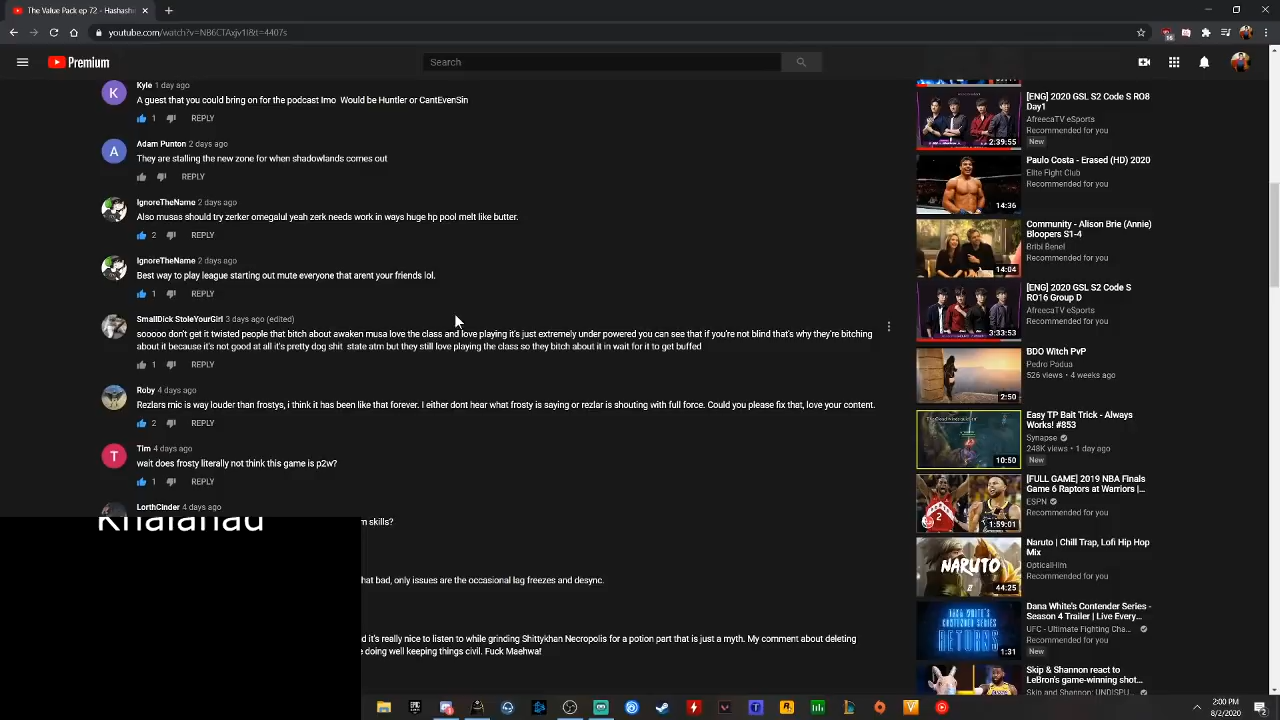 The Value Pack ep 72 - Hashashi
youtube.com/watch?v=NB6CTAxjv1I&t=4407s
Premium
Search
Kyle 1 day ago
A guest that you could bring on for the podcast Imo Would be Huntler or CantaxenSin
1 REPLY
Adam Punton 2 days ago
They are stalling the new zone for when shadowlands comes out
REPLY
IgnoreTheName 2 days ago
Also musas should fear zerker omegalul yeah zerk needs work in ways huge hp pool melt like butter.
2 REPLY
IgnoreTheName 2 days ago
Best way to play league starting out mute everyone that arent your friends lol.
1 REPLY
SmallDick StoleYourGirl 3 days ago (edited)
sooooo don't get it twisted people that bitch about awaken striker love the class and love playing it's just extremely under powered you can see that if you're not blind that's why they're bitching
about it because it's not good at all it's pretty dog shit state atm but they still love playing the class so they bitch about it in wait for it to get buffed
1 REPLY
Roby 4 days ago
Rezlars mic is way louder than frostys, i think it has been like that forever. I either dont hear what frosty is saying or rezlar is shouting with full force. Could you please fix that, love your content.
2 REPLY
Tim 4 days ago
wait does frosty literally not think this game is p2w?
1 REPLY
LorthCinder 4 days ago
Khalahad
m skills?
hat bad, only issues are the occasional lag freezes and desync.
d it's really nice to listen to while grinding Shittykhan Necropolis for a potion part that is just a myth. My comment about deleting
e doing well keeping things civil. Fuck Maehwa!
[ENG] 2020 GSL S2 Code S RO8
Day1
AfreecaTV eSports
Recommended for you
New
2:39:55
Paulo Costa - Erased (HD) 2020
Elite Fight Club
Recommended for you
14:36
Community - Alison Brie (Annie)
Bloopers S1-4
Bribi Benel
Recommended for you
14:04
[ENG] 2020 GSL S2 Code S
RO16 Group D
AfreecaTV eSports
Recommended for you
3:33:53
BDO Witch PvP
Pedro Padua
526 views • 4 weeks ago
2:50
Easy TP Bait Trick - Always
Works! #853
Synapse
248K views • 1 day ago
New
10:50
[FULL GAME] 2019 NBA Finals
Game 6 Raptors at Warriors |...
ESPN
Recommended for you
1:59:01
Naruto | Chill Trap, Lofi Hip Hop
Mix
OpticalHim
Recommended for you
NARUTO
44:25
Dana White's Contender Series -
Season 4 Trailer | Live Every...
UFC - Ultimate Fighting Cha...
Recommended for you
New
DANA WHITE'S
CONTENDER SERIES
RETURNS
1:31
Skip & Shannon react to
LeBron's game-winning shot...
Skip and Shannon: UNDISPU...
2:00 PM
8/2/2020